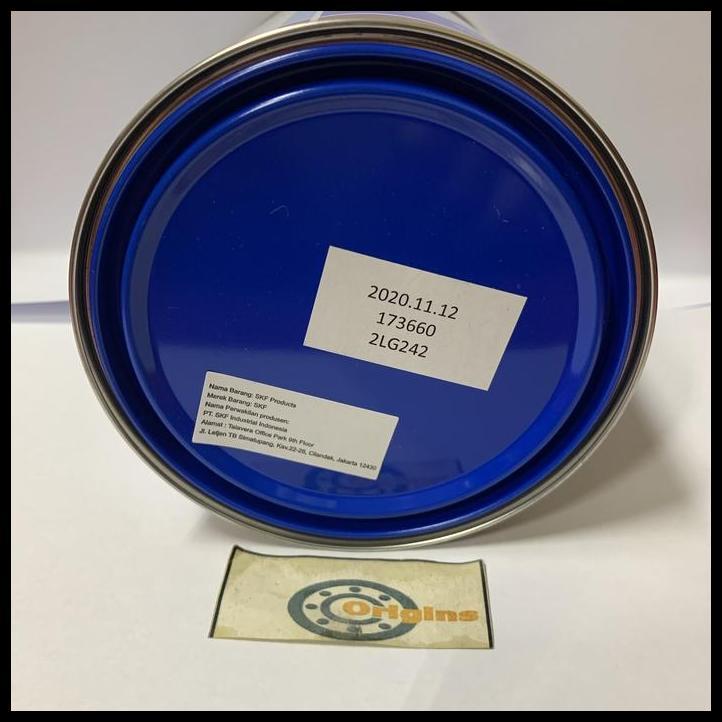 2020.11.12
173660
2LG242
Nama Barang: SKF Products
Merek Barang: SKF
Nama Perwakilan produsen:
PT. SKF Industrial Indonesia
Alamat : Talavera Office Park 9th Floor
Jl. Letjen TB Simatupang, Kav.22-26, Cilandak, Jakarta 12430
Origins